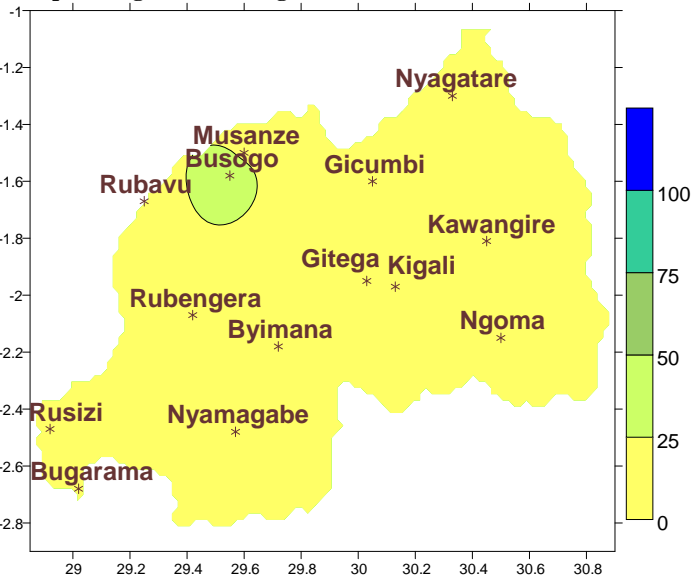 -1
-1.2
Nyagatare
-1.4
Musanze
Busogo
Gicumbi
-1.6
Rubavu
100
-1.8
Kawangire
Gitega
Kigali
75
-2
Rubengera
Byimana
Ngoma
-2.2
50
-2.4
Rusizi
Nyamagabe
25
-2.6
Bugarama
-2.8
0
29
29.2
29.4
29.6
29.8
30
30.2
30.4
30.6
30.8